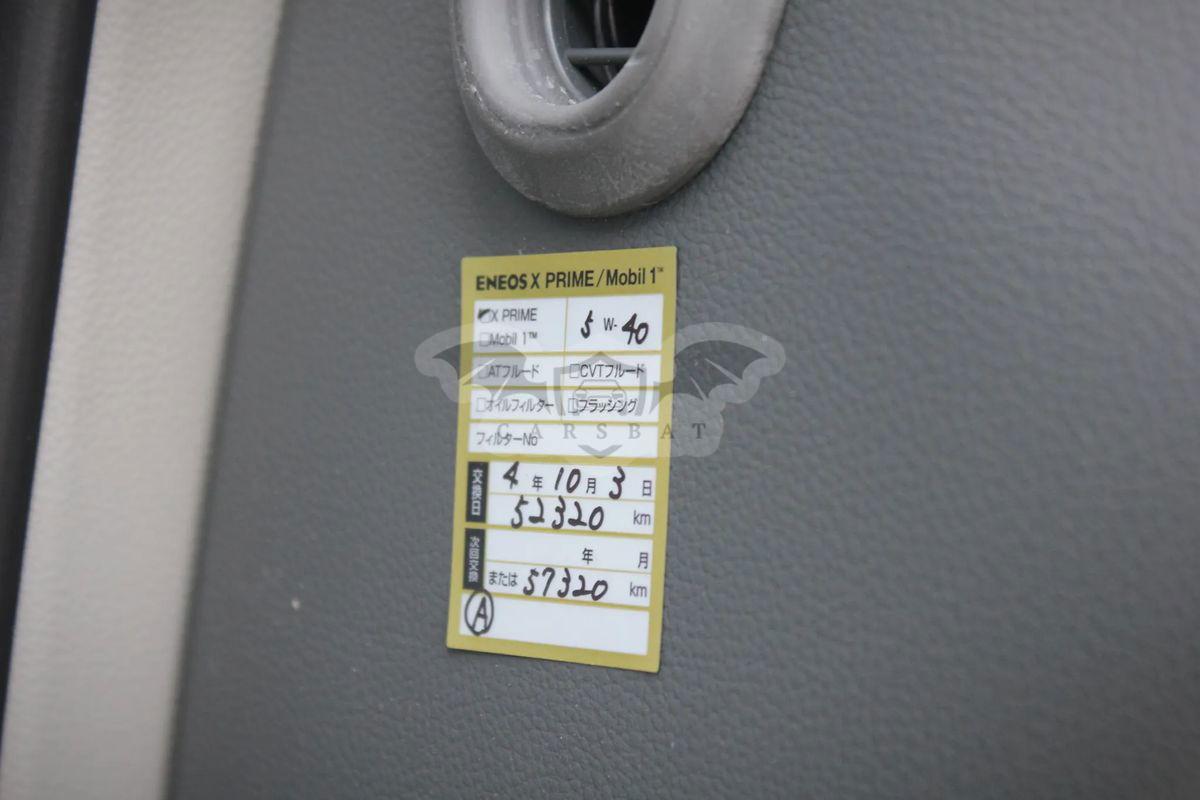 ENEOS X PRIME/Mobil 1™
☑X PRIME
□Mobil 1™
5 W-40
□ATフルード □CVTフルード
□オイルフィルター □フラッシング
フィルターNo
CARSBAT
交換日 4年10月3日
52320 km
次回交換 年 月
または 57320 km
A